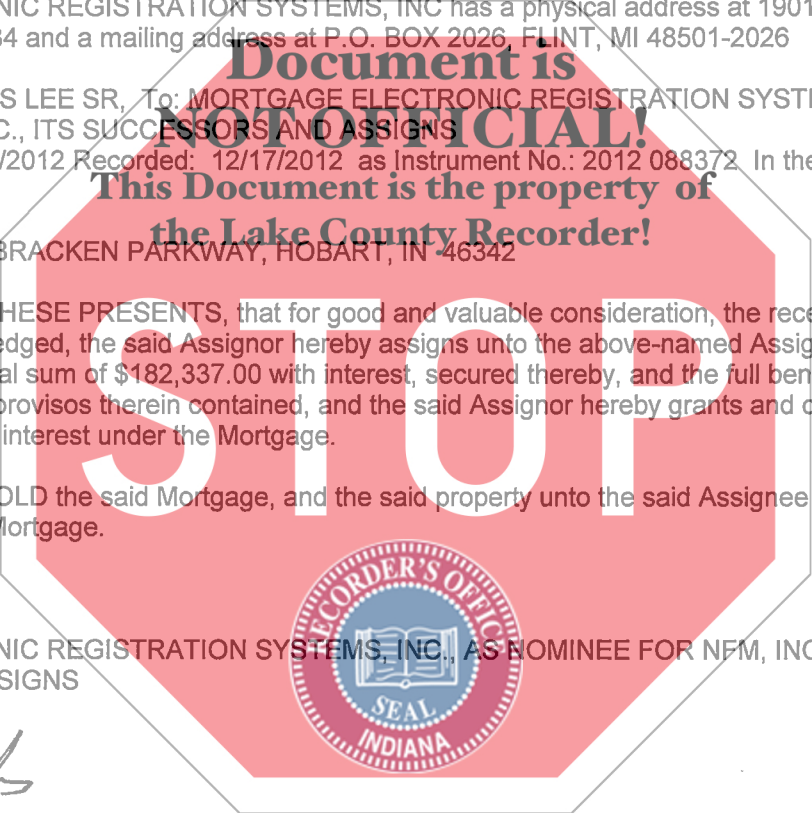 NIC REGISTRATION SYSTEMS, INC has a physical address at 1901
34 and a mailing address at P.O. BOX 2026, FLINT, MI 48501-2026
Document is
S LEE SR, To: MORTGAGE ELECTRONIC REGISTRATION SYST
C., ITS SUCCESSORS AND ASSIGNS
NOT OFFICIAL!
/2012 Recorded: 12/17/2012 as Instrument No.: 2012 088372 In the
This Document is the property of
the Lake County Recorder!
BRACKEN PARKWAY, HOBART, IN 46342
HESE PRESENTS, that for good and valuable consideration, the rece
edged, the said Assignor hereby assigns unto the above-named Assig
al sum of $182,337.00 with interest, secured thereby, and the full ben
provisos therein contained, and the said Assignor hereby grants and c
interest under the Mortgage.
STOP
OLD the said Mortgage, and the said property unto the said Assignee
Mortgage.
RECORDER'S OFFICE
NIC REGISTRATION SYSTEMS, INC., AS NOMINEE FOR NFM, INC
SIGNS
SEAL
INDIANA